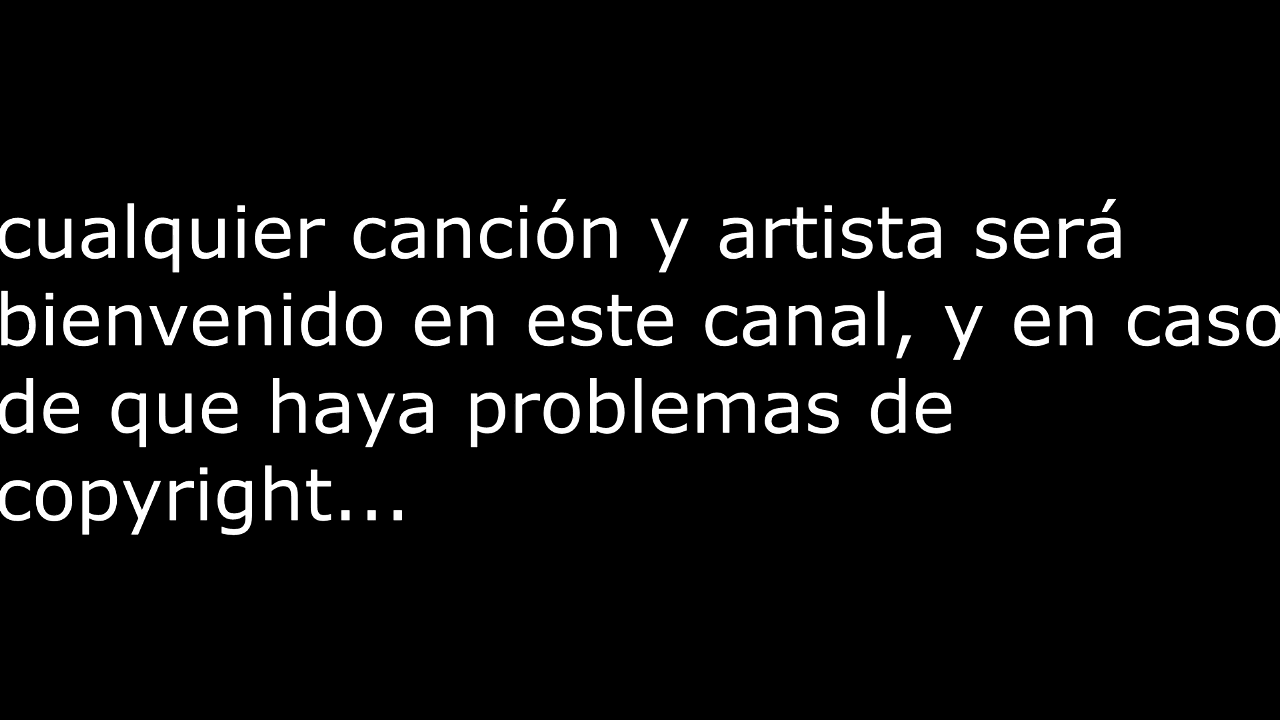 cualquier canción y artista será
bienvenido en este canal, y en caso
de que haya problemas de
copyright...